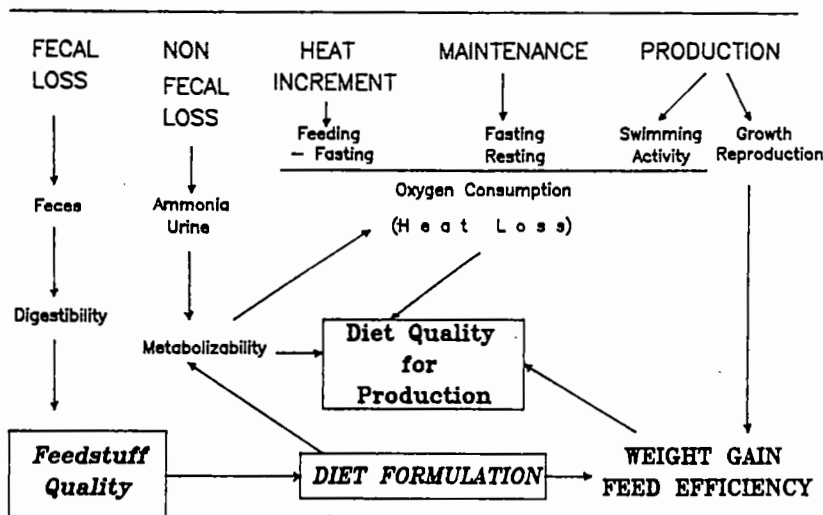 FECAL
LOSS
NON
FECAL
LOSS
HEAT
INCREMENT
MAINTENANCE
PRODUCTION
Feeding
– Fasting
Fasting
Resting
Swimming
Activity
Growth
Reproduction
Oxygen Consumption
(Heat Loss)
Feces
Ammonia
Urine
Digestibility
Metabolizability
Diet Quality
for
Production
Feedstuff
Quality
DIET FORMULATION
WEIGHT GAIN
FEED EFFICIENCY